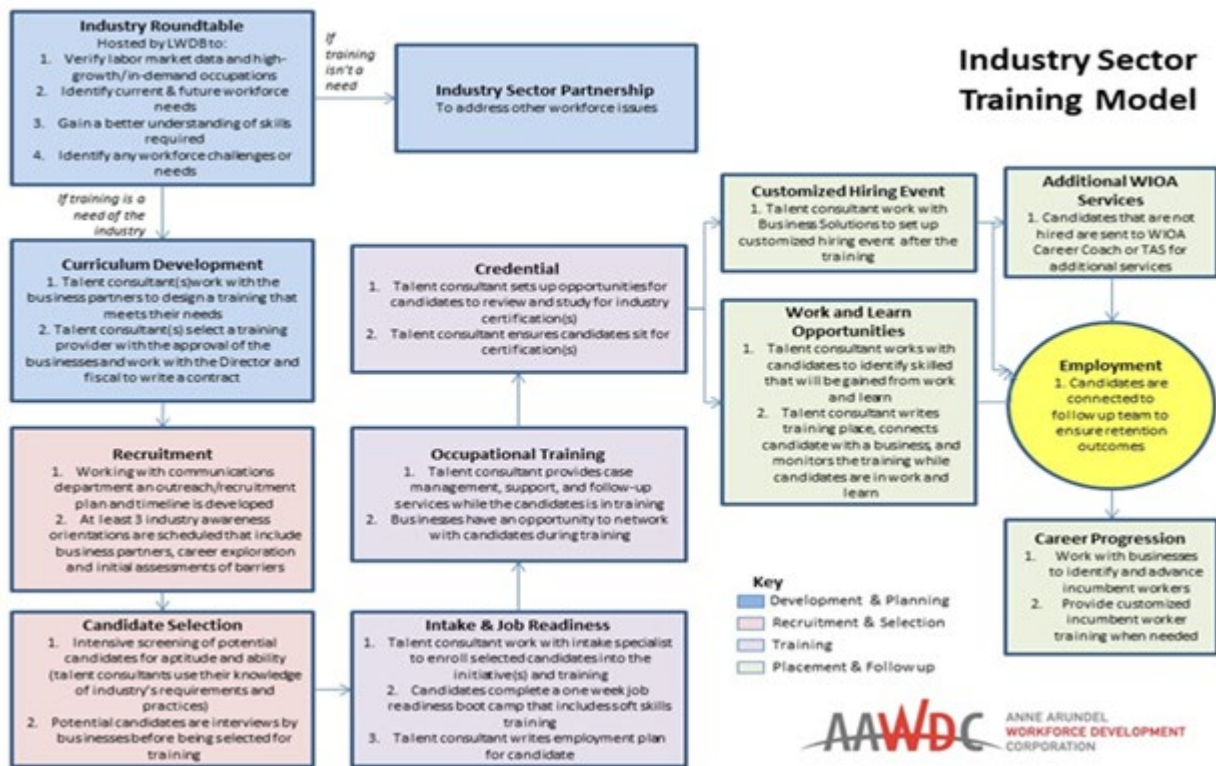 Industry Sector
Training Model
Industry Roundtable
Hosted by LWDB to:
1. Verify labor market data and high-
growth/in-demand occupations
2. Identify current & future workforce
needs
3. Gain a better understanding of skills
required
4. Identify any workforce challenges or
needs
If
training
isn't a
need
Industry Sector Partnership
To address other workforce issues
If training is a
need of the
industry
Curriculum Development
1. Talent consultant(s) work with the
business partners to design a training that
meets their needs
2. Talent consultant(s) select a training
provider with the approval of the
businesses and work with the Director and
fiscal to write a contract
Recruitment
1. Working with communications
department an outreach/recruitment
plan and timeline is developed
2. At least 3 industry awareness
orientations are scheduled that include
business partners, career exploration
and initial assessments of barriers
Candidate Selection
1. Intensive screening of potential
candidates for aptitude and ability
(talent consultants use their knowledge
of industry's requirements and
practices)
2. Potential candidates are interviews by
businesses before being selected for
training
Intake & Job Readiness
1. Talent consultant work with intake specialist
to enroll selected candidates into the
initiative(s) and training
2. Candidates complete a one week job
readiness boot camp that includes soft skills
training
3. Talent consultant writes employment plan
for candidate
Occupational Training
1. Talent consultant provides case
management, support, and follow-up
services while the candidates is in training
2. Businesses have an opportunity to network
with candidates during training
Credential
1. Talent consultant sets up opportunities for
candidates to review and study for industry
certification(s)
2. Talent consultant ensures candidates sit for
certification(s)
Customized Hiring Event
1. Talent consultant work with
Business Solutions to set up
customized hiring event after the
training
Work and Learn
Opportunities
1. Talent consultant works with
candidates to identify skilled
that will be gained from work
and learn
2. Talent consultant writes
training place, connects
candidate with a business, and
monitors the training while
candidates are in work and
learn
Additional WIOA
Services
1. Candidates that are not
hired are sent to WIOA
Career Coach or TAS for
additional services
Employment
1. Candidates are
connected to
follow up team to
ensure retention
outcomes
Career Progression
1. Work with businesses
to identify and advance
incumbent workers
2. Provide customized
incumbent worker
training when needed
Key
Development & Planning
Recruitment & Selection
Training
Placement & Follow up
AAWDC
ANNE ARUNDEL
WORKFORCE DEVELOPMENT
CORPORATION